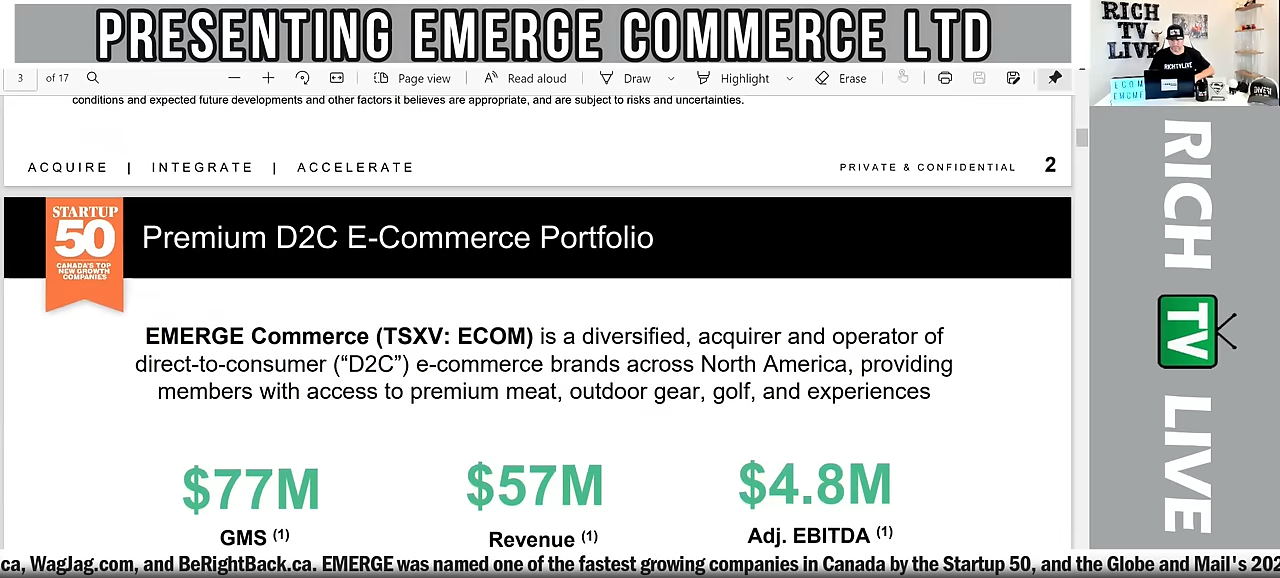 PRESENTING EMERGE COMMERCE LTD
RICH
TV
LIVE
3 of 17 Page view Read aloud Draw Highlight Erase
conditions and expected future developments and other factors it believes are appropriate, and are subject to risks and uncertainties.
ACQUIRE | INTEGRATE | ACCELERATE
PRIVATE & CONFIDENTIAL 2
STARTUP
50
CANADA'S TOP
NEW GROWTH
COMPANIES
Premium D2C E-Commerce Portfolio
EMERGE Commerce (TSXV: ECOM) is a diversified, acquirer and operator of
direct-to-consumer (“D2C”) e-commerce brands across North America, providing
members with access to premium meat, outdoor gear, golf, and experiences
$77M
GMS (1)
$57M
Revenue (1)
$4.8M
Adj. EBITDA (1)
RICH TV LIVE
RICHTVLIVE
ECOM
ca, WagJag.com, and BeRightBack.ca. EMERGE was named one of the fastest growing companies in Canada by the Startup 50, and the Globe and Mail's 202